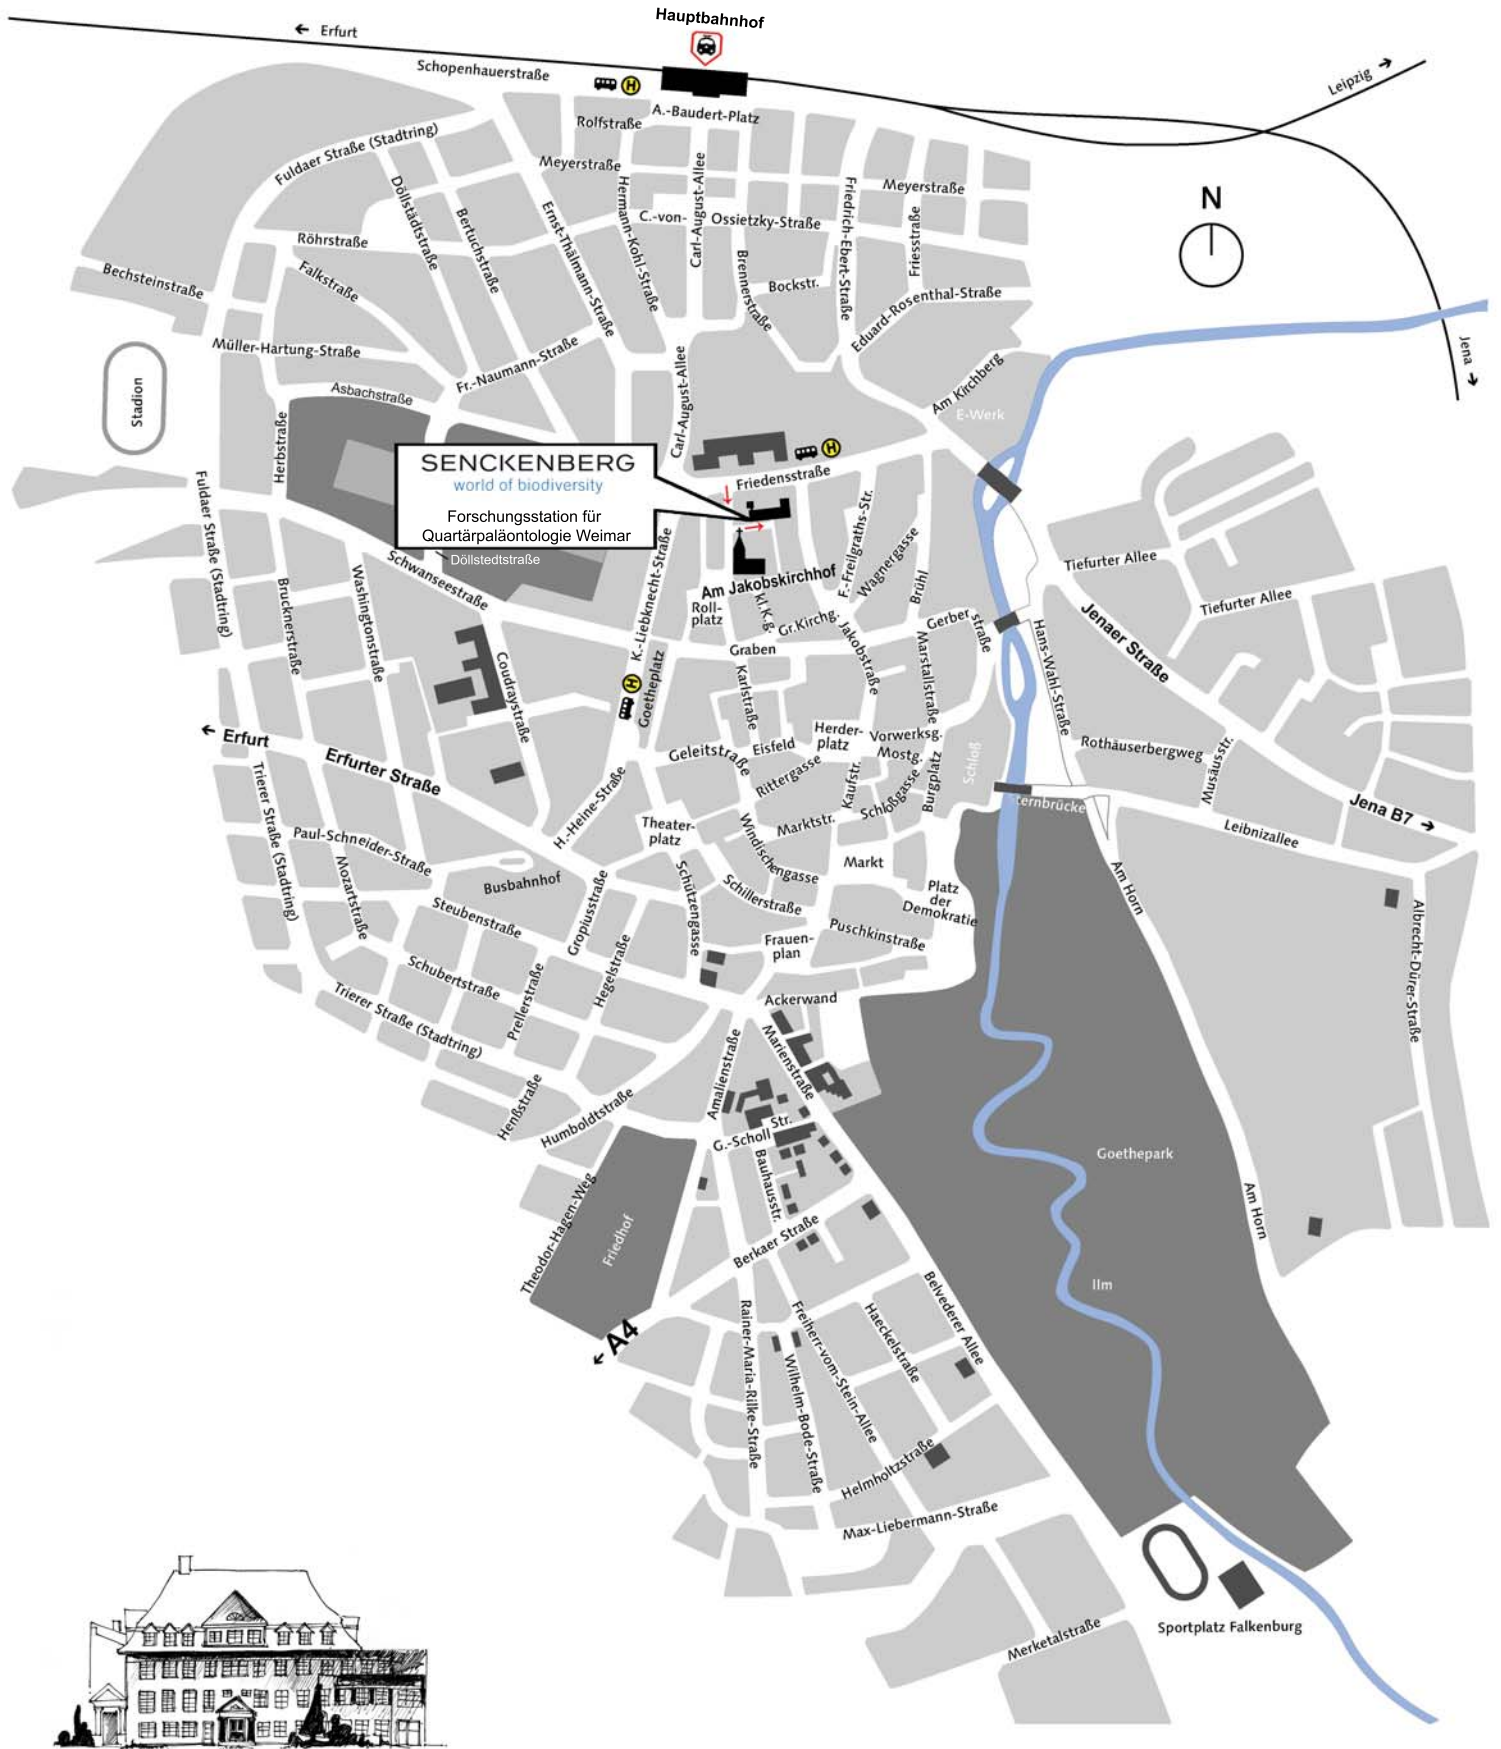 Hauptbahnhof
← Erfurt
Schopenhauerstraße
H
A.-Baudert-Platz
Leipzig →
Rolfstraße
Fuldaer Straße (Stadtring)
Meyerstraße
Meyerstraße
Döllstädtstraße
Bertuchstraße
Ernst-Thälmann-Straße
Hermann-Kohl-Straße
Carl-August-Allee
C.-von-
Ossietzky-Straße
Friedrich-Ebert-Straße
Friesstraße
N
Röhrstraße
Falkstraße
Bechsteinstraße
Brennerstraße
Bockstr.
Eduard-Rosenthal-Straße
Müller-Hartung-Straße
Fr.-Naumann-Straße
Jena →
Stadion
Asbachstraße
Carl-August-Allee
Am Kirchberg
E-Werk
Herbstraße
H
SENCKENBERG
world of biodiversity
Forschungsstation für
Quartärpaläontologie Weimar
Friedensstraße
Fuldaer Straße (Stadtring)
Döllstedtstraße
Schwanseestraße
K.-Liebknecht-Straße
F.-Freilgraths-Str.
Wagnergasse
Brühl
Tiefurter Allee
Tiefurter Allee
Brucknerstraße
Washingtonstraße
Am Jakobskirchhof
Roll-
platz
kl.K.g.
Gr.Kirchg.
Jakobstraße
Gerber
straße
Hans-Wahl-Straße
Jenaer Straße
Graben
Coudraystraße
H
Goetheplatz
Karlstraße
Marstallstraße
← Erfurt
Erfurter Straße
Geleitstraße
Eisfeld
Herder-
platz
Vorwerksg.
Mostg.
Rittergasse
Kaufstr.
Schloßgasse
Burgplatz
Schloß
Rothäuserbergweg
Musäusstr.
Trierer Straße (Stadtring)
H.-Heine-Straße
Sternbrücke
Jena B7 →
Leibnizallee
Paul-Schneider-Straße
Mozartstraße
Theater-
platz
Windischengasse
Marktstr.
Markt
Busbahnhof
Schützengasse
Schillerstraße
Platz
der
Demokratie
Am Horn
Albrecht-Dürer-Straße
Steubenstraße
Gropiusstraße
Hegelstraße
Frauen-
plan
Puschkinstraße
Schubertstraße
Prellerstraße
Ackerwand
Trierer Straße (Stadtring)
Amalienstraße
Marienstraße
Henßstraße
Humboldtstraße
G.-Scholl Str.
Bauhausstr.
Goethepark
Theodor-Hagen-Weg
Friedhof
Berkaer Straße
Am Horn
Ilm
← A4
Rainer-Maria-Rilke-Straße
Wilhelm-Bode-Straße
Freiherr-vom-Stein-Allee
Haeckelstraße
Belvederer Allee
Helmholtzstraße
Max-Liebermann-Straße
Merketalstraße
Sportplatz Falkenburg